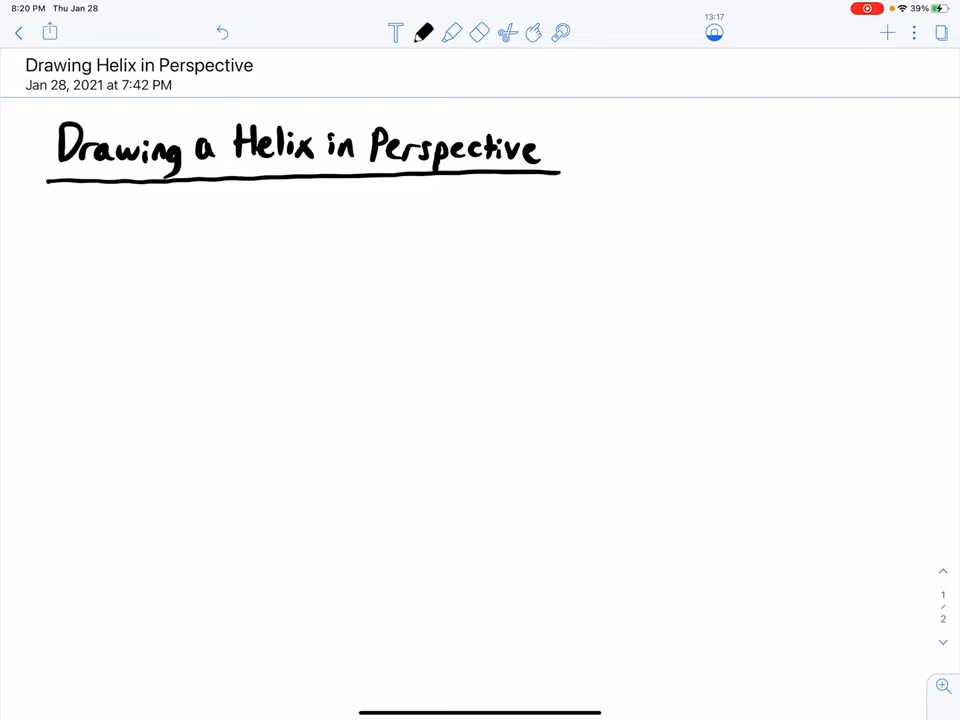 8:20 PM Thu Jan 28
39%
T
13:17
Drawing Helix in Perspective
Jan 28, 2021 at 7:42 PM
Drawing a Helix in Perspective
1
/
2